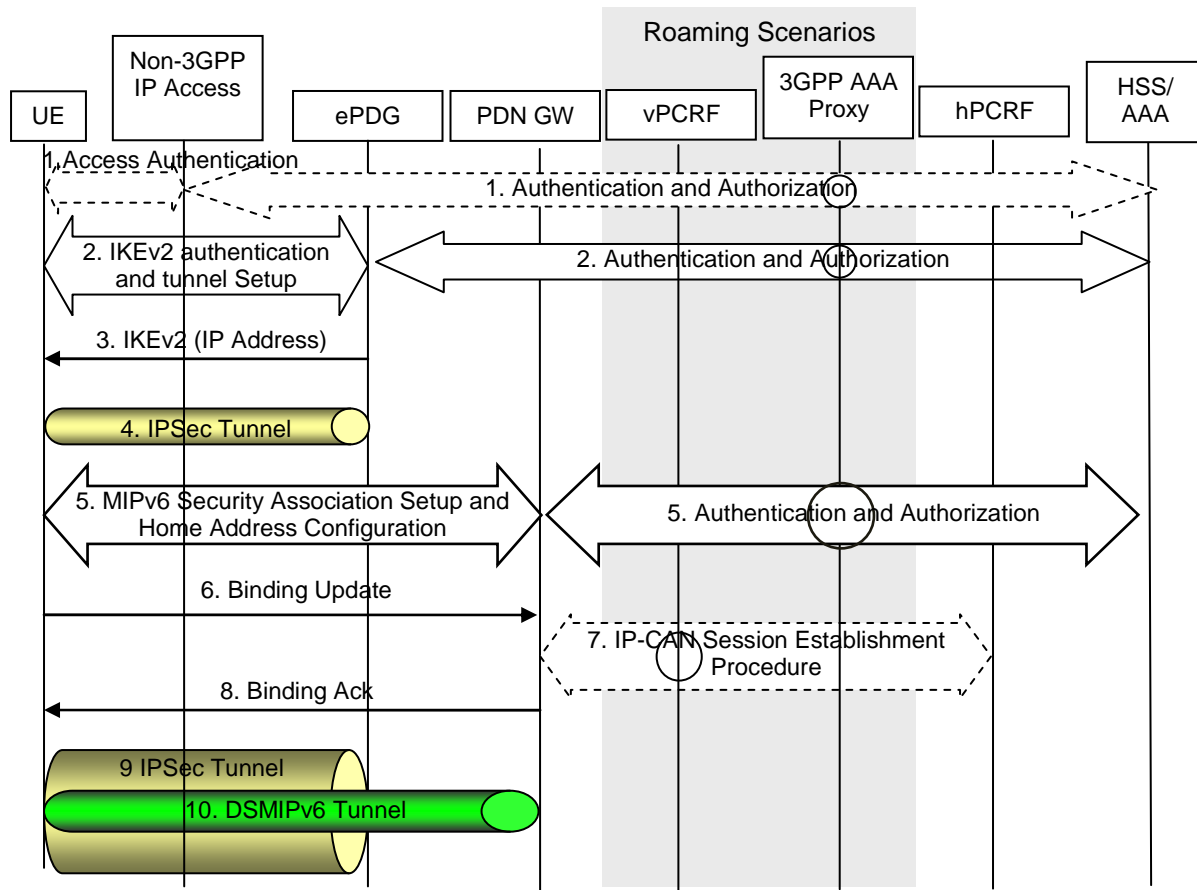 Roaming Scenarios
UE
Non-3GPP
IP Access
ePDG
PDN GW
vPCRF
3GPP AAA
Proxy
hPCRF
HSS/
AAA
1.Access Authentication
1. Authentication and Authorization
2. IKEv2 authentication
and tunnel Setup
2. Authentication and Authorization
3. IKEv2 (IP Address)
4. IPSec Tunnel
5. MIPv6 Security Association Setup and
Home Address Configuration
5. Authentication and Authorization
6. Binding Update
7. IP-CAN Session Establishment
Procedure
8. Binding Ack
9 IPSec Tunnel
10. DSMIPv6 Tunnel